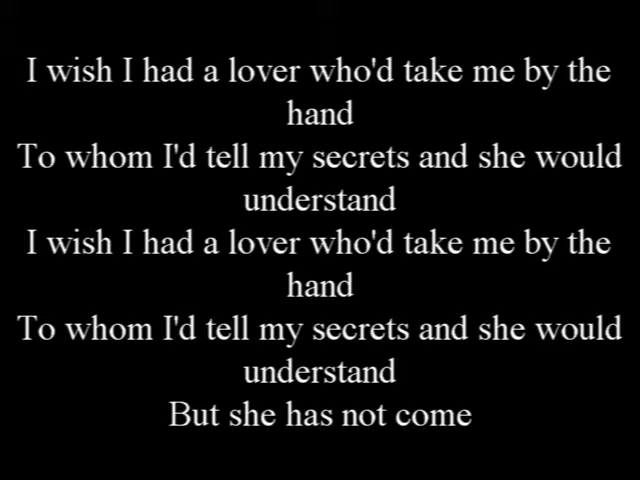 I wish I had a lover who'd take me by the
hand
To whom I'd tell my secrets and she would
understand
I wish I had a lover who'd take me by the
hand
To whom I'd tell my secrets and she would
understand
But she has not come